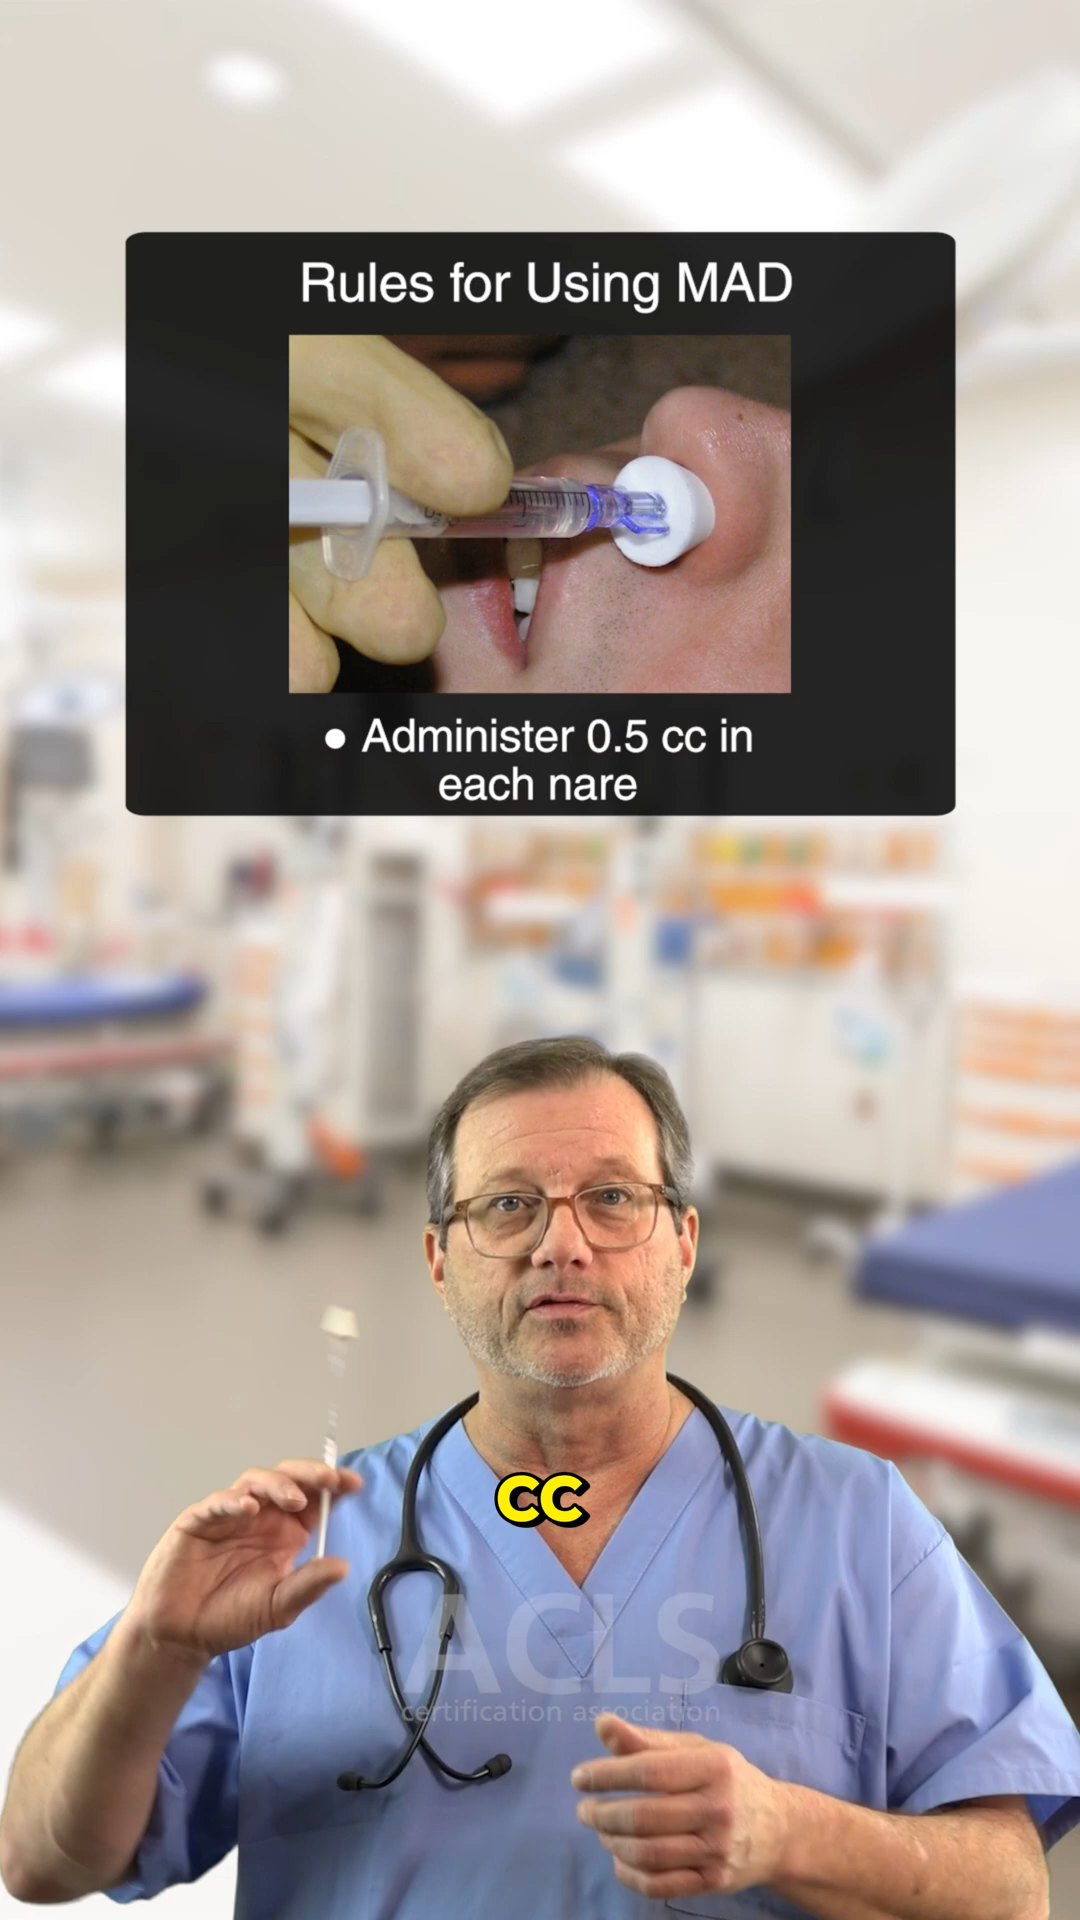 Rules for Using MAD
• Administer 0.5 cc in
each nare
CC
ACLS
certification association